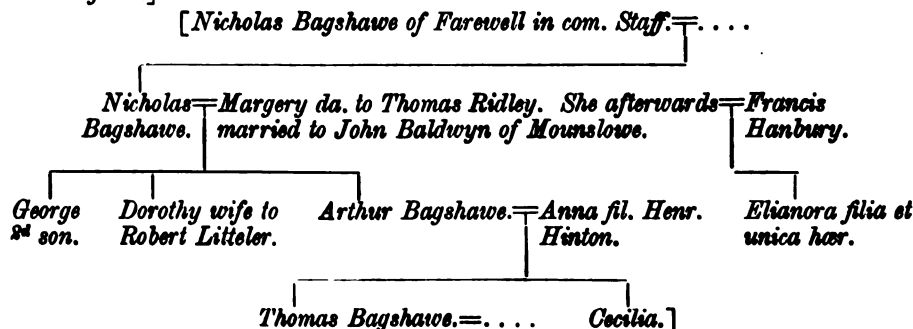 [Nicholas Bagshawe of Farewell in com. Staff.=....
Nicholas=Margery da. to Thomas Ridley. She afterwards=Francis
Bagshawe. married to John Baldwyn of Mounslowe. Hanbury.
George Dorothy wife to Arthur Bagshawe.=Anna fil. Henr. Elianora filia et
2d son. Robert Litteler. Hinton. unica hær.
Thomas Bagshawe.=.... Cecilia.]